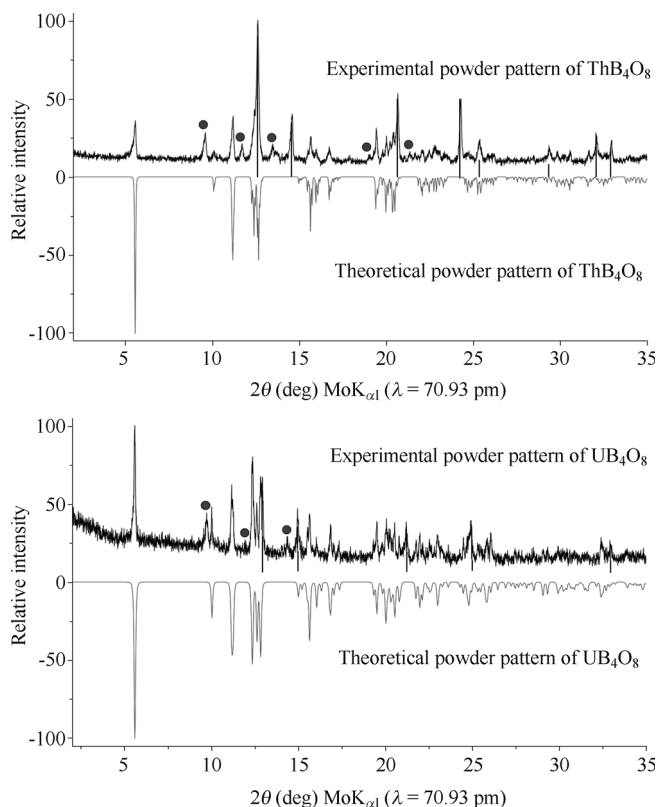 100
Experimental powder pattern of ThB₄O₈
50
0
-50
Theoretical powder pattern of ThB₄O₈
-100
Relative intensity
5 10 15 20 25 30 35
2θ (deg) MoKα1 (λ = 70.93 pm)
100
Experimental powder pattern of UB₄O₈
50
0
-50
Theoretical powder pattern of UB₄O₈
-100
Relative intensity
5 10 15 20 25 30 35
2θ (deg) MoKα1 (λ = 70.93 pm)